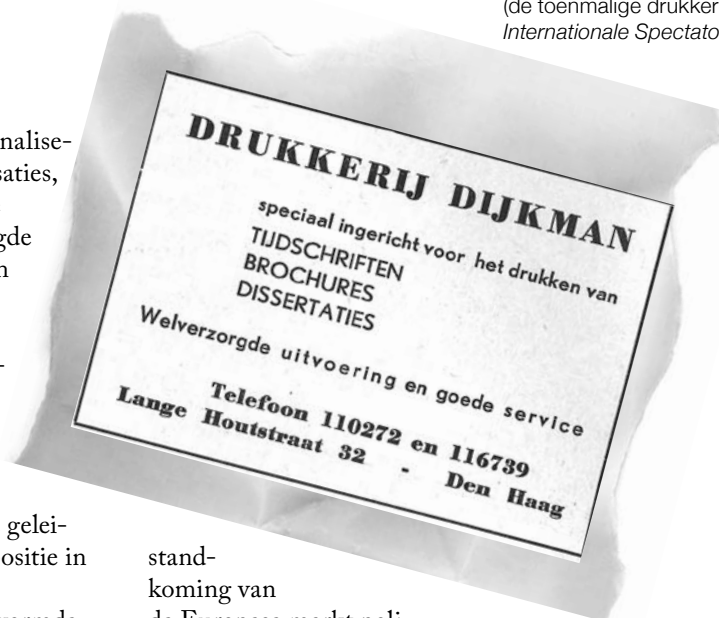 (de toenmalige drukker
Internationale Spectato
nalise-
saties,
gde
n
-
gelei-
ositie in
DRUKKERIJ DIJKMAN
speciaal ingericht voor het drukken van
TIJDSCHRIFTEN
BROCHURES
DISSERTATIES
Welverzorgde uitvoering en goede service
Telefoon 110272 en 116739
Lange Houtstraat 32 - Den Haag
stand-
koming van